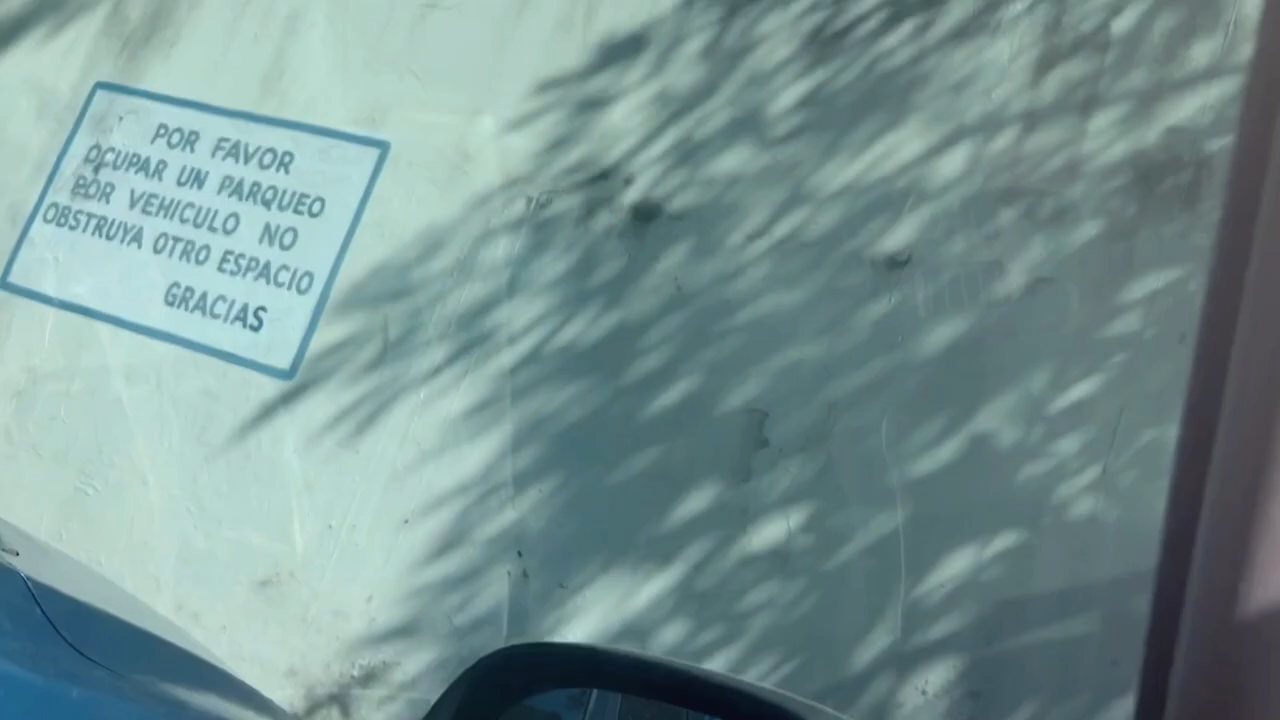 POR FAVOR
OCUPAR UN PARQUEO
POR VEHICULO NO
OBSTRUYA OTRO ESPACIO
GRACIAS